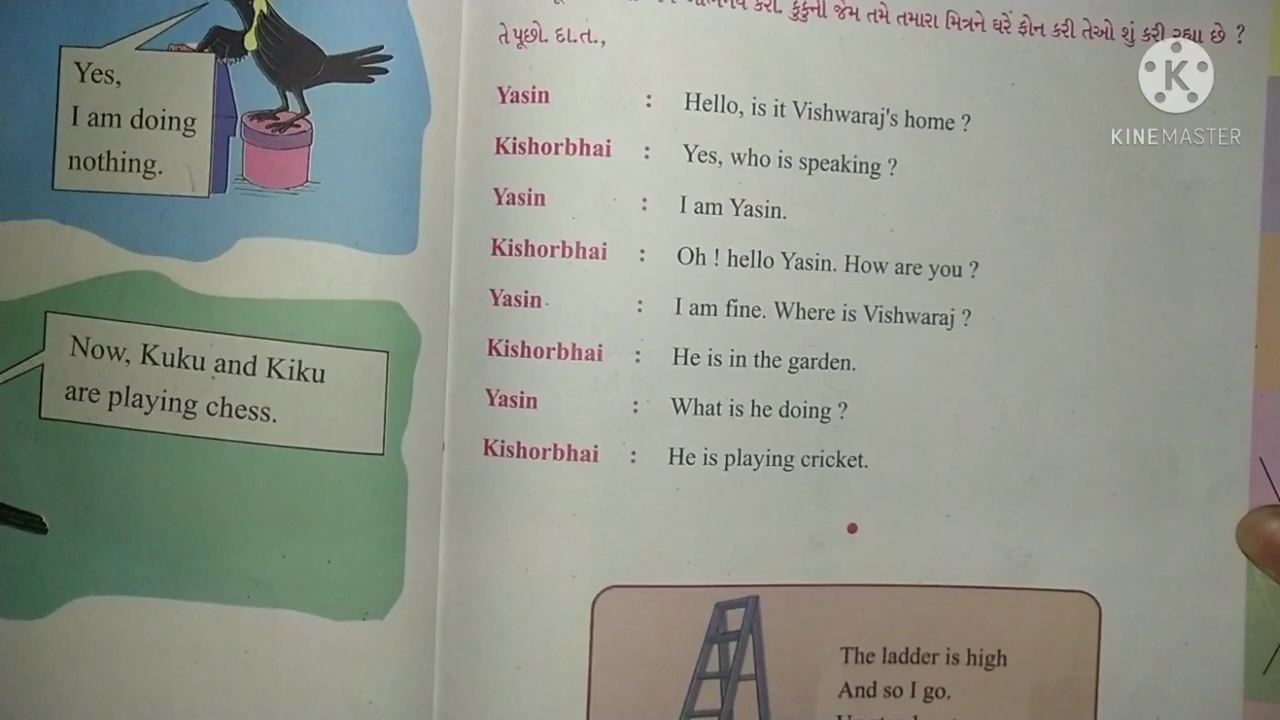 Yes,
I am doing
nothing.
Now, Kuku and Kiku
are playing chess.
કરો. કુકુની જેમ તમે તમારા મિત્રને ઘરે ફોન કરી તેઓ શું કરી રહ્યા છે ?
તે પૂછો. દા.ત.,
Yasin : Hello, is it Vishwaraj's home ?
Kishorbhai : Yes, who is speaking ?
Yasin : I am Yasin.
Kishorbhai : Oh ! hello Yasin. How are you ?
Yasin : I am fine. Where is Vishwaraj ?
Kishorbhai : He is in the garden.
Yasin : What is he doing ?
Kishorbhai : He is playing cricket.
The ladder is high
And so I go.
K
KINEMASTER